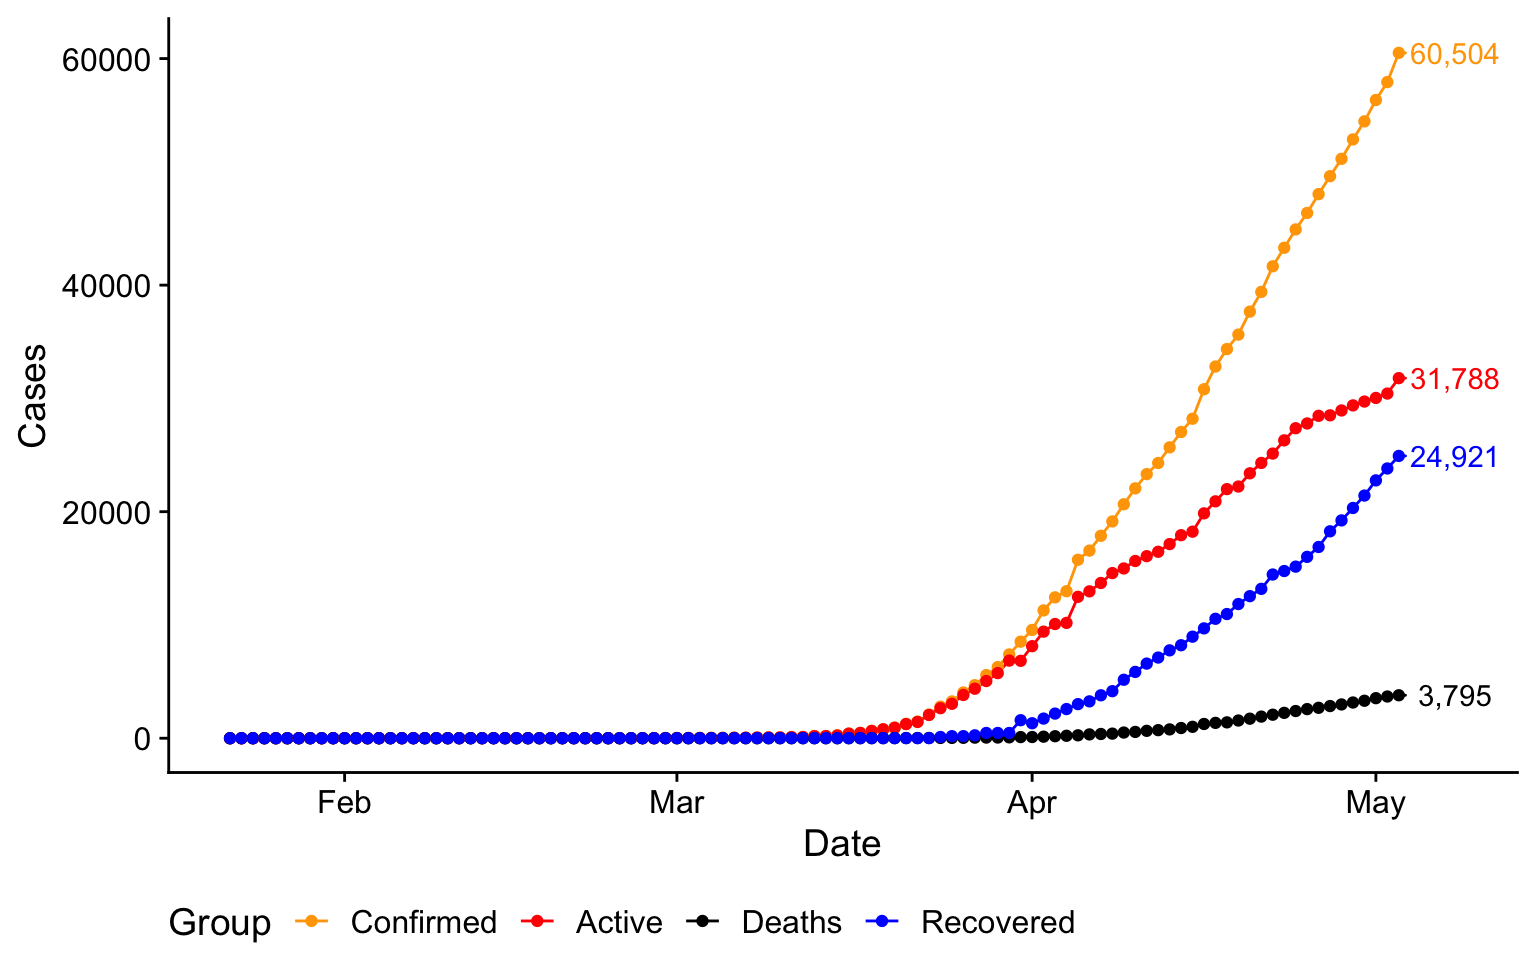 60000
60,504
40000
31,788
24,921
20000
3,795
0
Cases
Feb Mar Apr May
Date
Group Confirmed Active Deaths Recovered